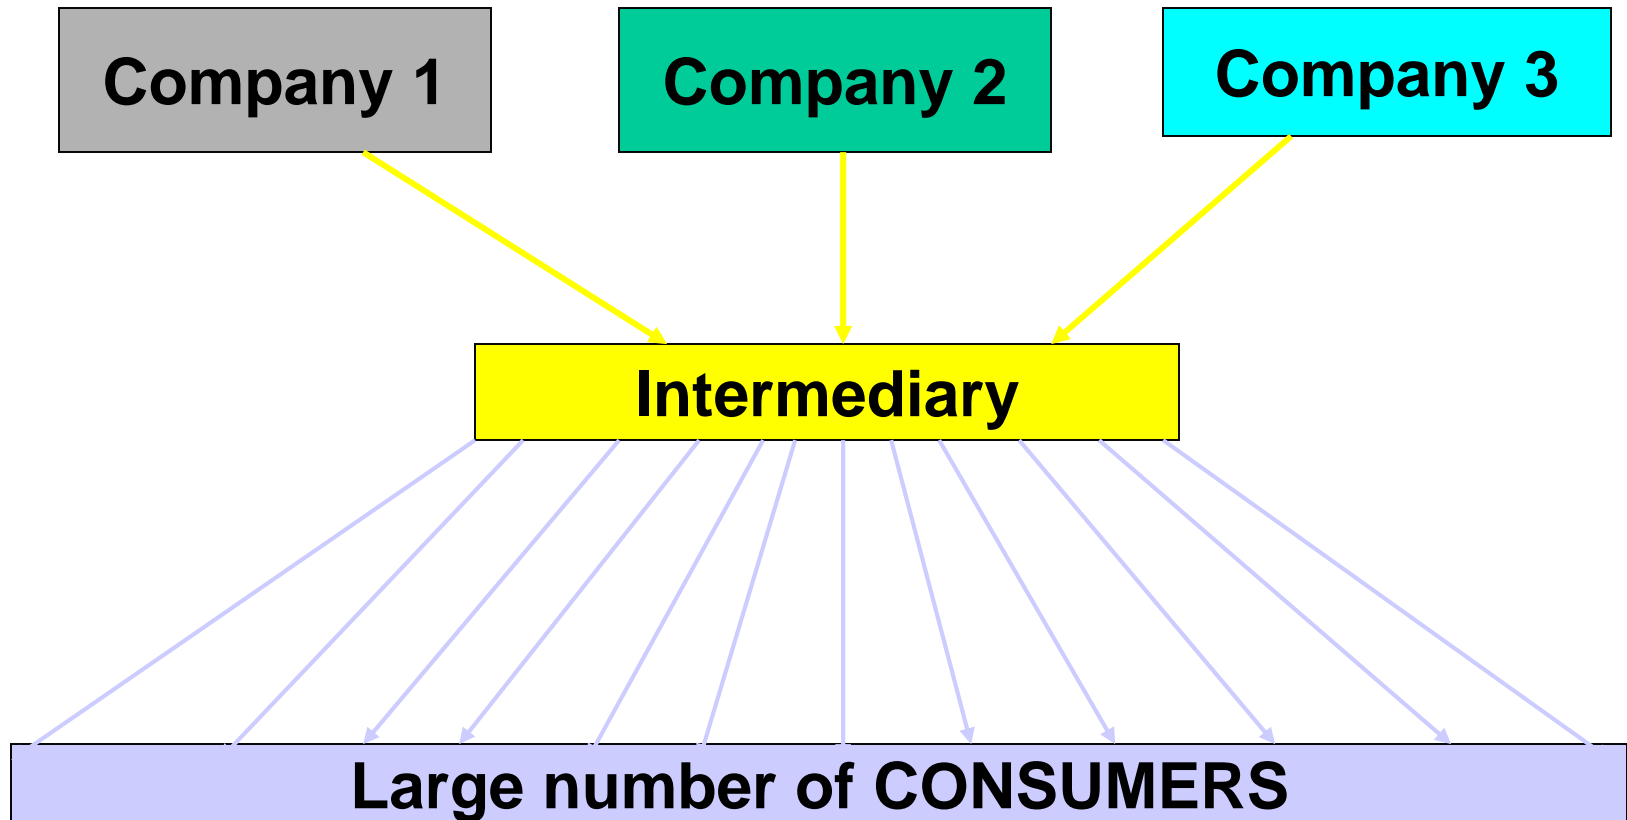 Company 1
Company 2
Company 3
Intermediary
Large number of CONSUMERS